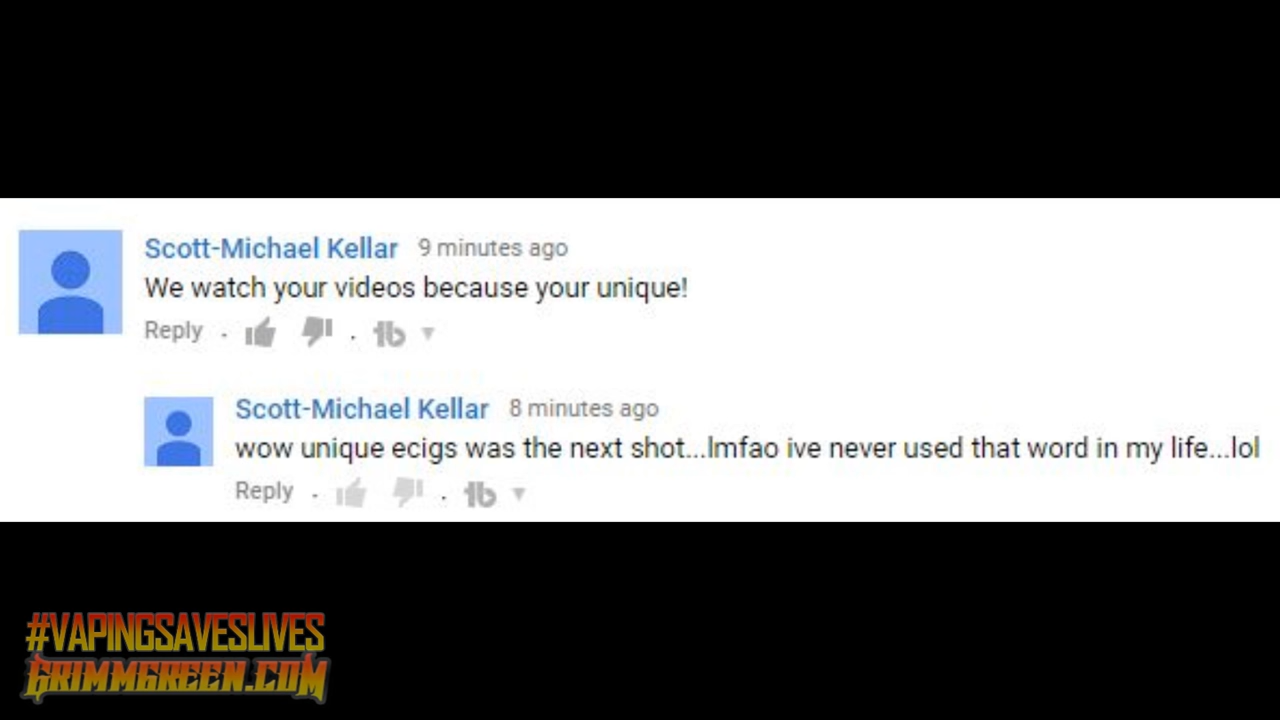 Scott-Michael Kellar 9 minutes ago
We watch your videos because your unique!
Reply .  .
Scott-Michael Kellar 8 minutes ago
wow unique ecigs was the next shot...lmfao ive never used that word in my life...lol
Reply .  .
#VAPINGSAVESLIVES
GRIMMGREEN.COM